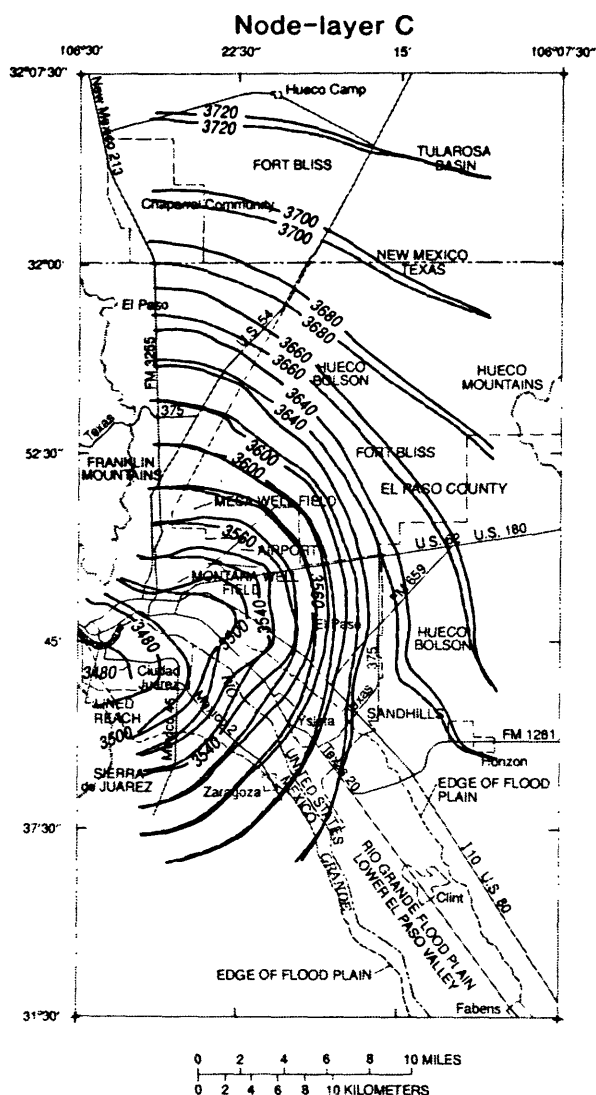 Node-layer C
106°30' 22'30" 15' 106°07'30"
32°07'30"
Hueco Camp
New Mexico 213
3720
3720
FORT BLISS
TULAROSA
BASIN
Chaparral Community
3700
3700
NEW MEXICO
TEXAS
32°00'
El Paso
FM 3255
U.S. 54
3680
3680
3660
3660
HUECO
BOLSON
HUECO
MOUNTAINS
3640
3640
375
Texas
52'30"
FRANKLIN
MOUNTAINS
3600
3600
FORT BLISS
EL PASO COUNTY
MESA WELL FIELD
3560
AIRPORT
U.S. 62
U.S. 180
MONTANA WELL
FIELD
3560
3540
FM 659
3500
El Paso
HUECO
BOLSON
45'
3480
3480
Ciudad
Juarez
LINED
REACH
375
Texas
RIO
Mexico 45
Mexico 2
Ysleta
SANDHILLS
FM 1281
3500
3540
Horizon
SIERRA
de JUAREZ
Zaragoza
UNITED STATES
MEXICO
Texas 20
EDGE OF FLOOD
PLAIN
37'30"
GRANDE
RIO GRANDE FLOOD PLAIN
LOWER EL PASO VALLEY
I 10 U.S. 80
Clint
EDGE OF FLOOD PLAIN
Fabens
31°30'
0 2 4 6 8 10 MILES
0 2 4 6 8 10 KILOMETERS